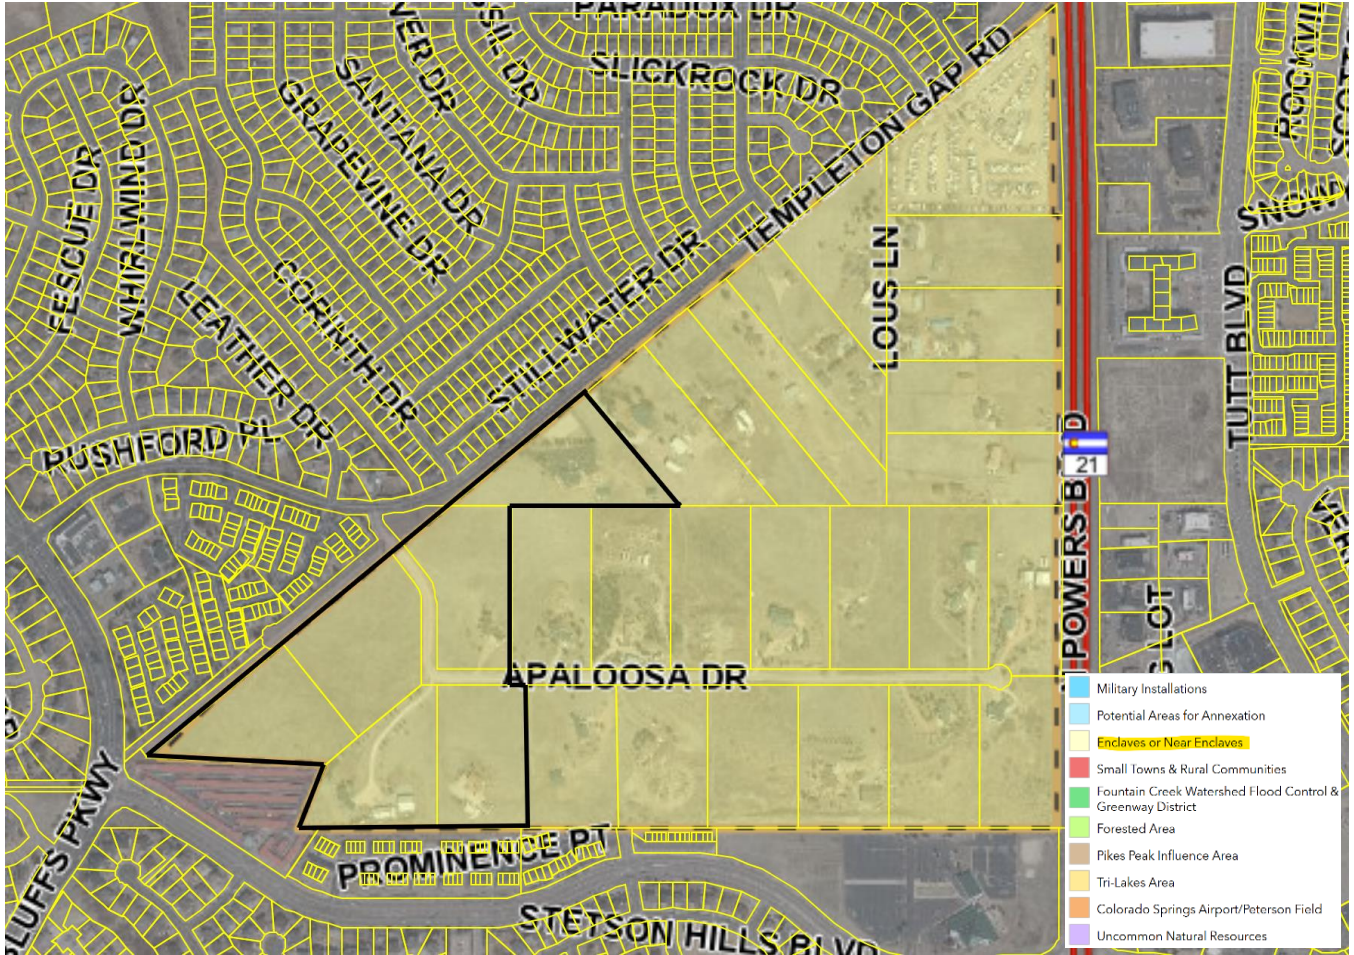 PARADOX DR
SLICKROCK DR
SANTANA DR
GRAPEVINE DR
FESCUE DR
WHIRLWIND DR
CORINTH DR
LEATHER DR
STILLWATER DR
TEMPLETON GAP RD
LOUS LN
RUSHFORD PL
TUTT BLVD
21
APALOOSA DR
PROMINENCE PT
STETSON HILLS BLVD
BLUFFS PKWY
Military Installations
Potential Areas for Annexation
Enclaves or Near Enclaves
Small Towns & Rural Communities
Fountain Creek Watershed Flood Control &
Greenway District
Forested Area
Pikes Peak Influence Area
Tri-Lakes Area
Colorado Springs Airport/Peterson Field
Uncommon Natural Resources